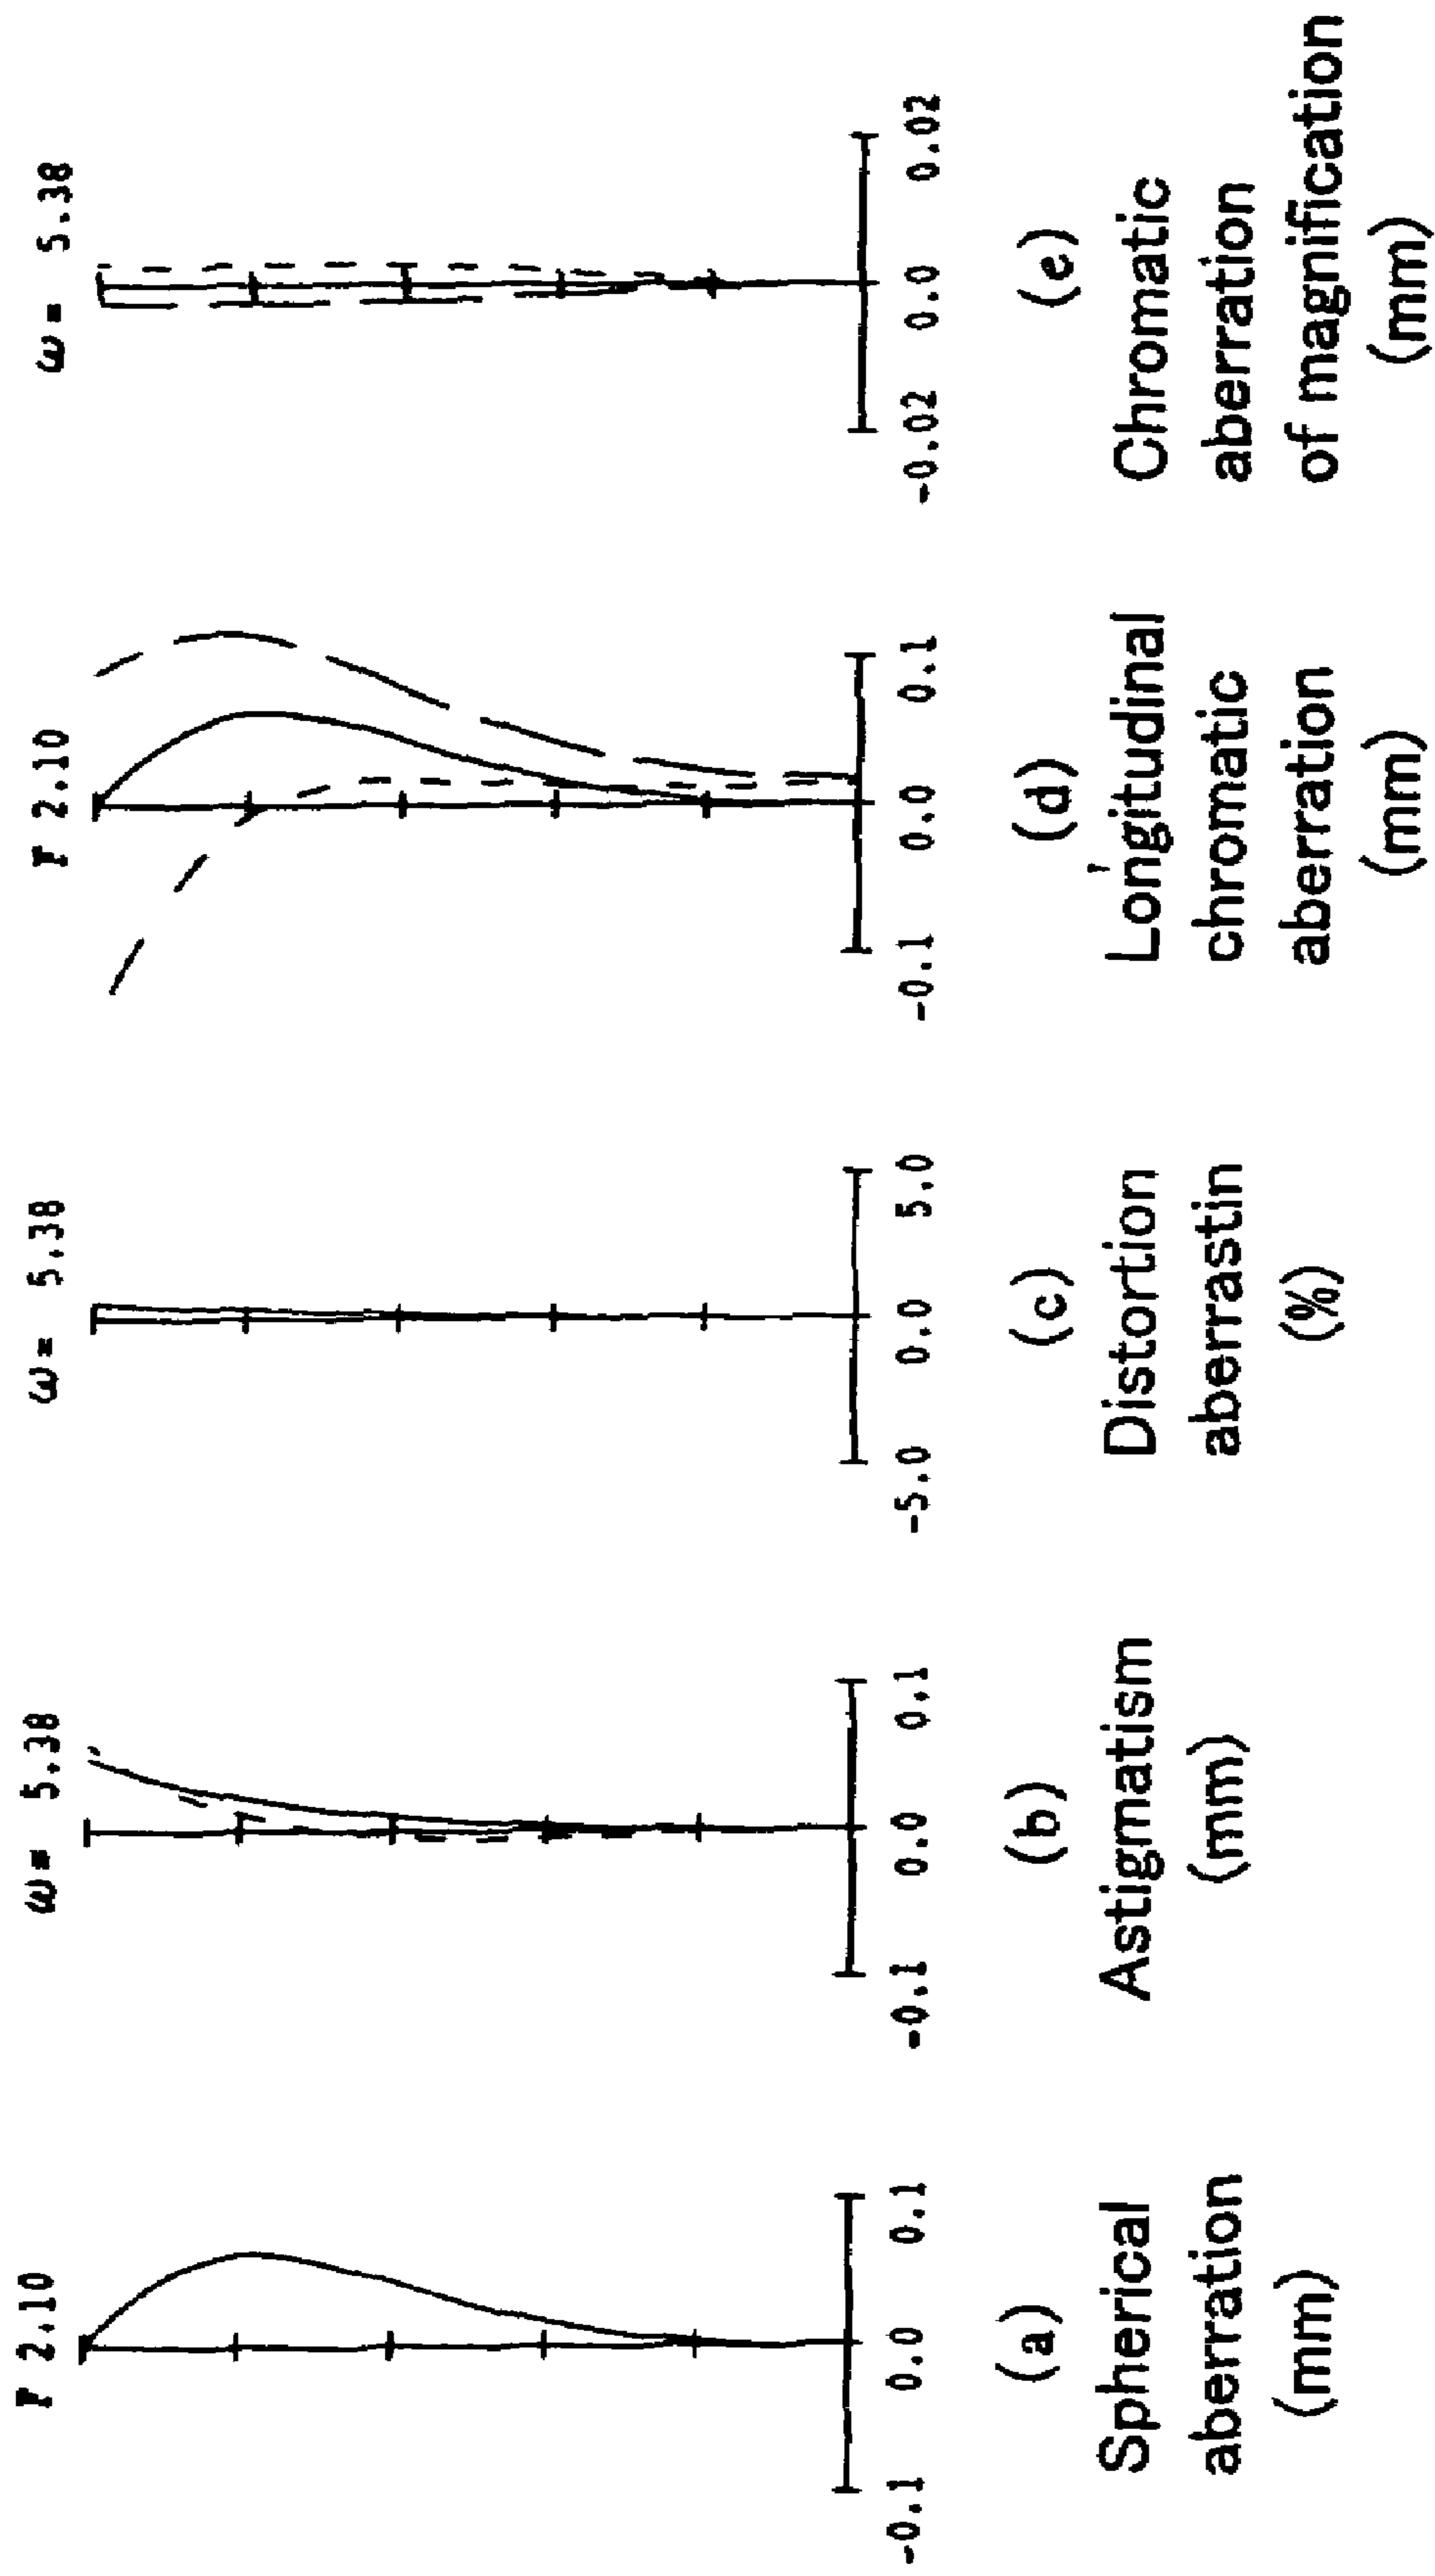 F 2.10
-0.1 0.0 0.1
(a)
Spherical
aberration
(mm)
ω= 5.38
-0.1 0.0 0.1
(b)
Astigmatism
(mm)
ω= 5.38
-5.0 0.0 5.0
(c)
Distortion
aberrastin
(%)
F 2.10
-0.1 0.0 0.1
(d)
Longitudinal
chromatic
aberration
(mm)
ω= 5.38
-0.02 0.0 0.02
(e)
Chromatic
aberration
of magnification
(mm)